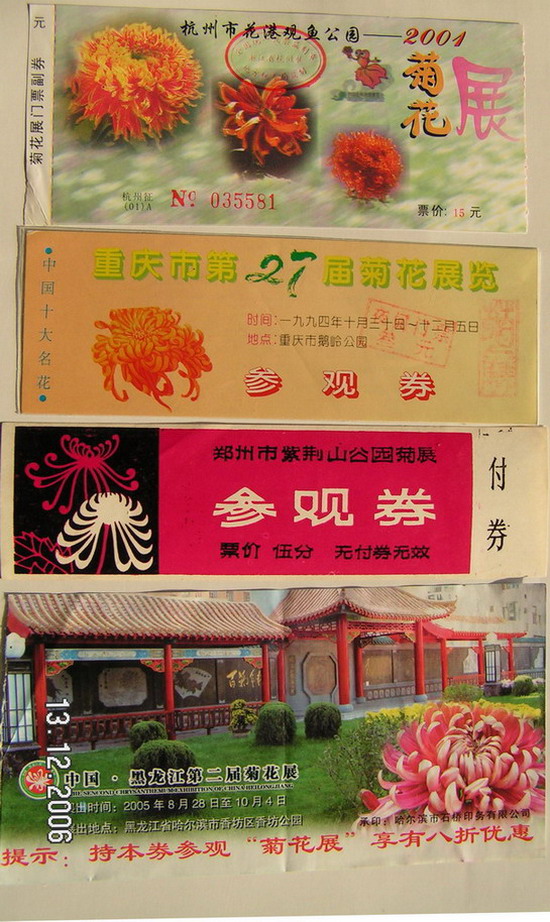 杭州市花港观鱼公园——2001
菊花展
元
菊花展门票副券
杭州征
(01)A
№ 035581
票价：15 元
中国十大名花
重庆市第27届菊花展览
时间：一九九四年十月三十日~十二月五日
地点：重庆市鹅岭公园
参观券
郑州市紫荆山公园菊展
参观券
票价 伍分 无付券无效
付券
中国·黑龙江第二届菊花展
出时间：2005年8月28日至10月4日
出地点：黑龙江省哈尔滨市香坊区香坊公园
承印：哈尔滨市石桥印务有限公司
提示：持本券参观“菊花展”享有八折优惠
13.12.2006